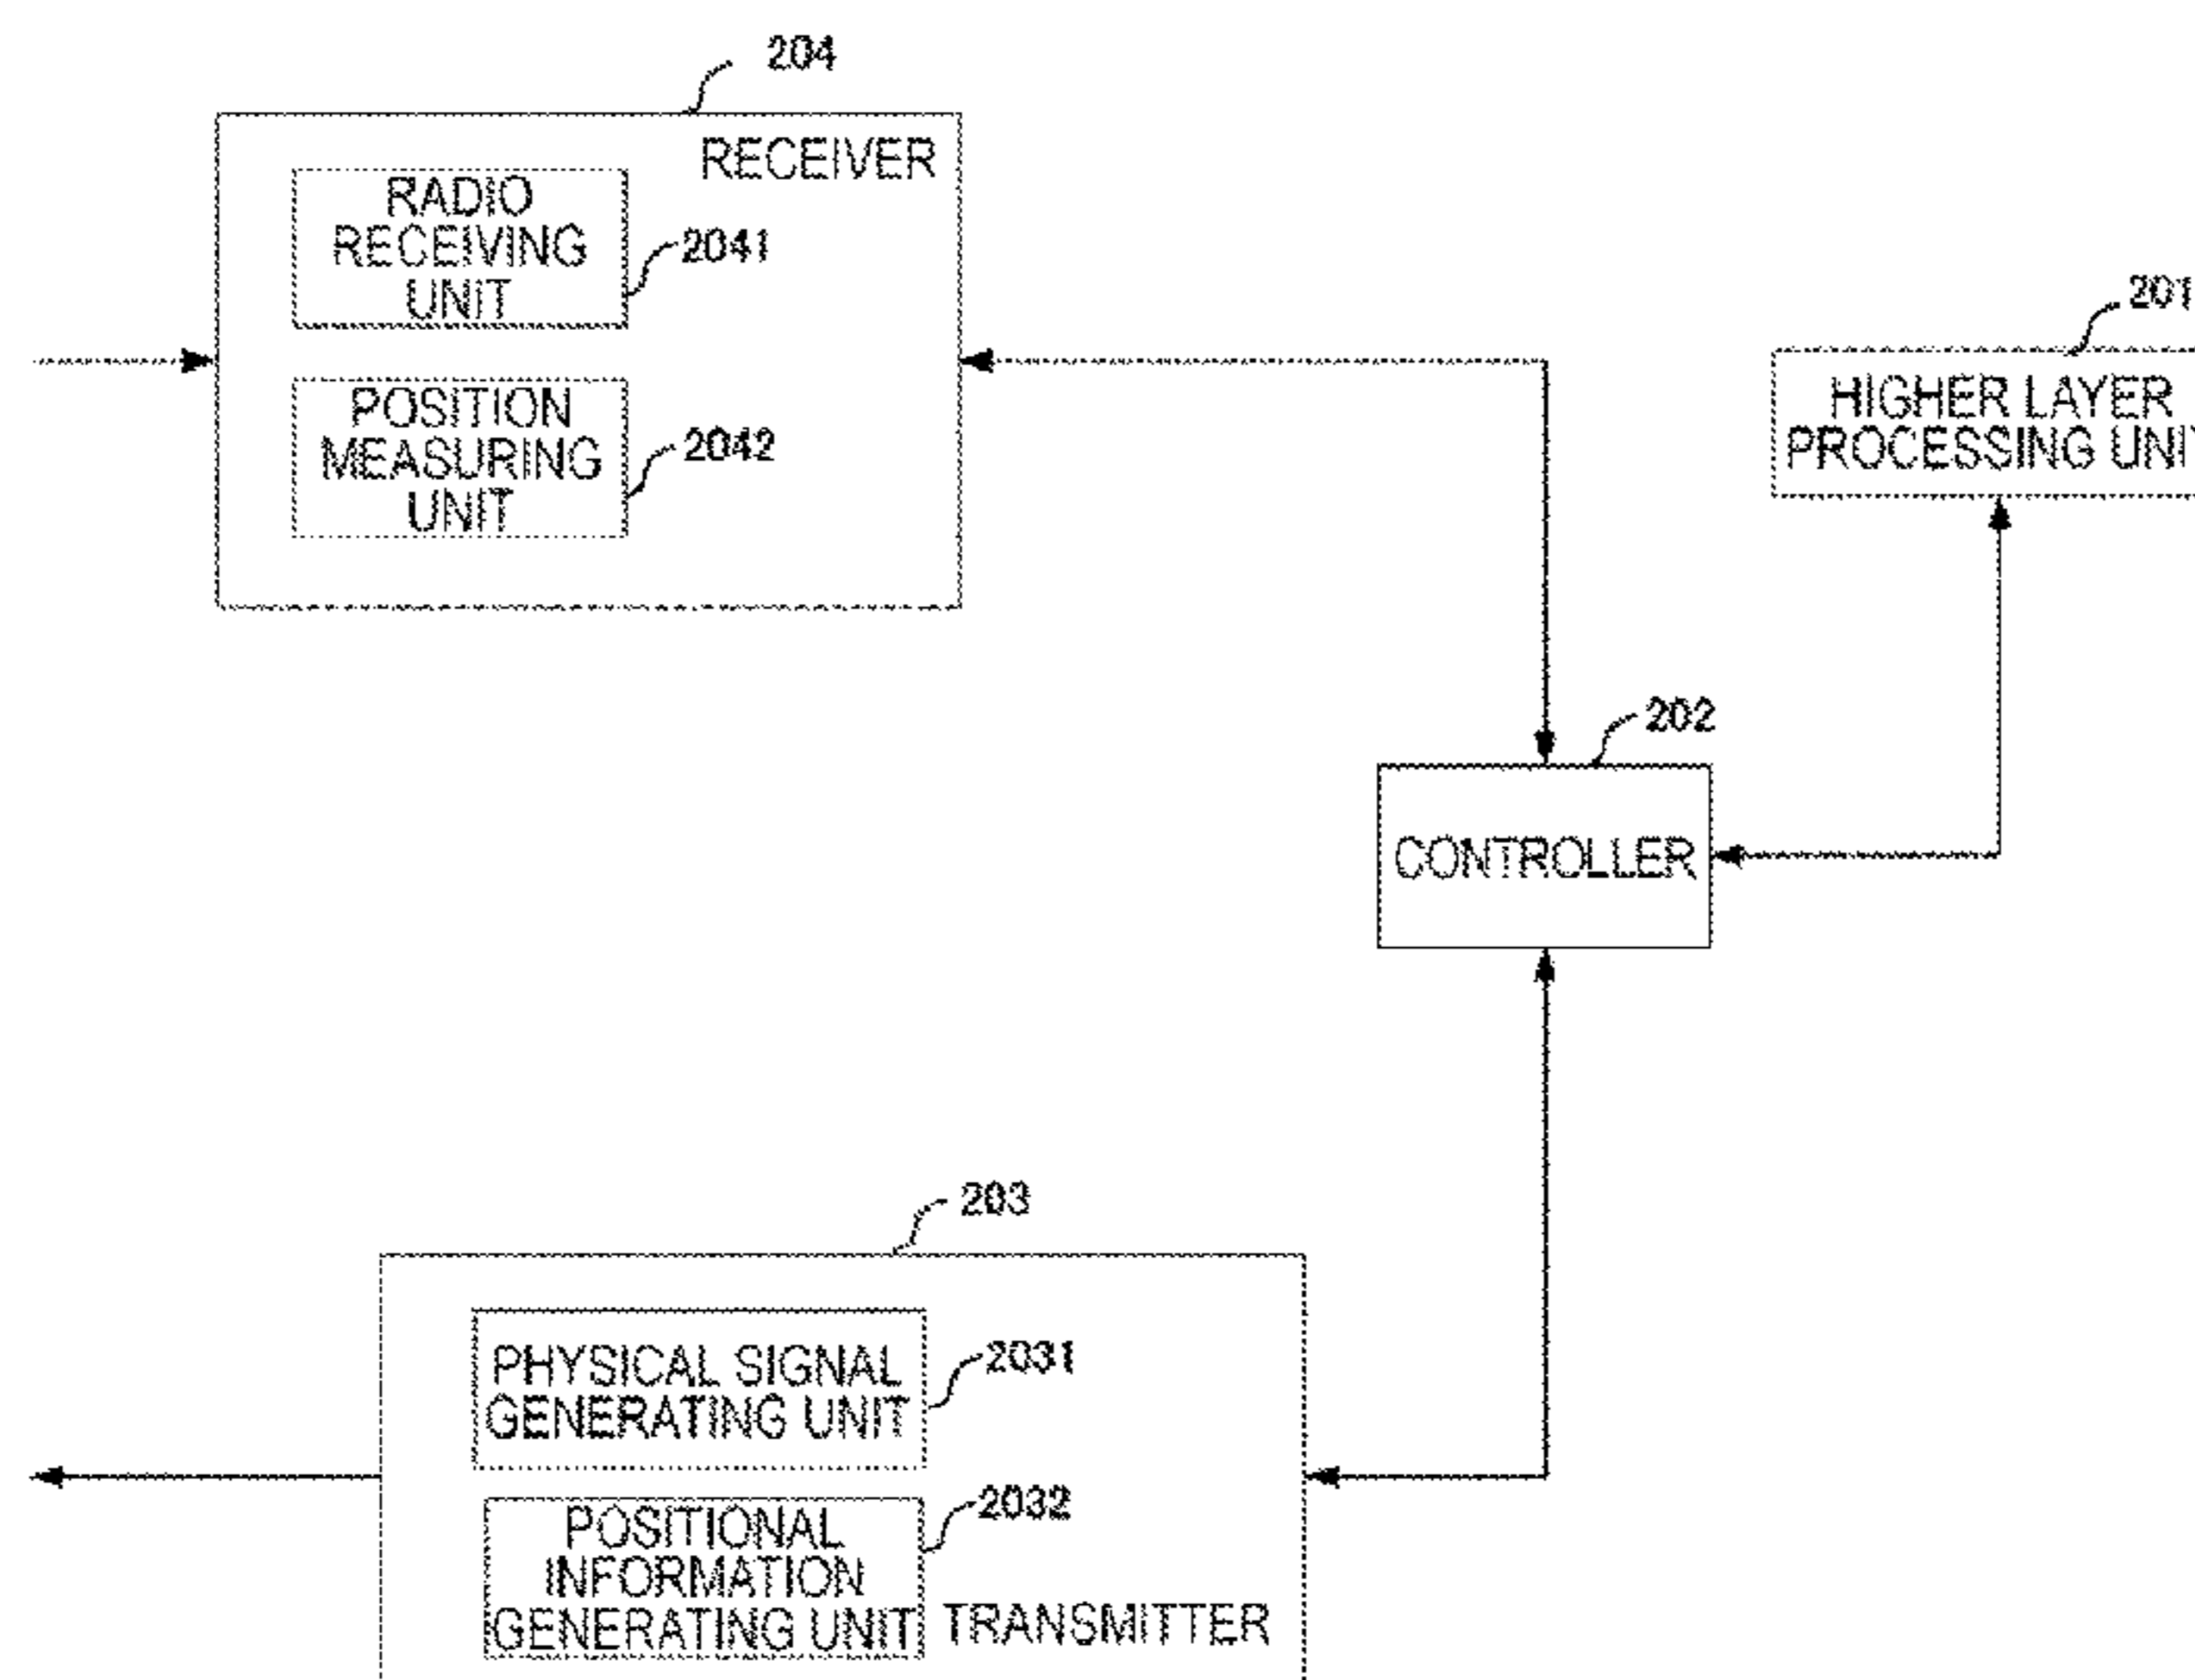 204
RECEIVER
RADIO
RECEIVING
UNIT
2041
POSITION
MEASURING
UNIT
2042
201
HIGHER LAYER
PROCESSING UNIT
202
CONTROLLER
203
PHYSICAL SIGNAL
GENERATING UNIT
2031
POSITIONAL
INFORMATION
GENERATING UNIT
2032
TRANSMITTER